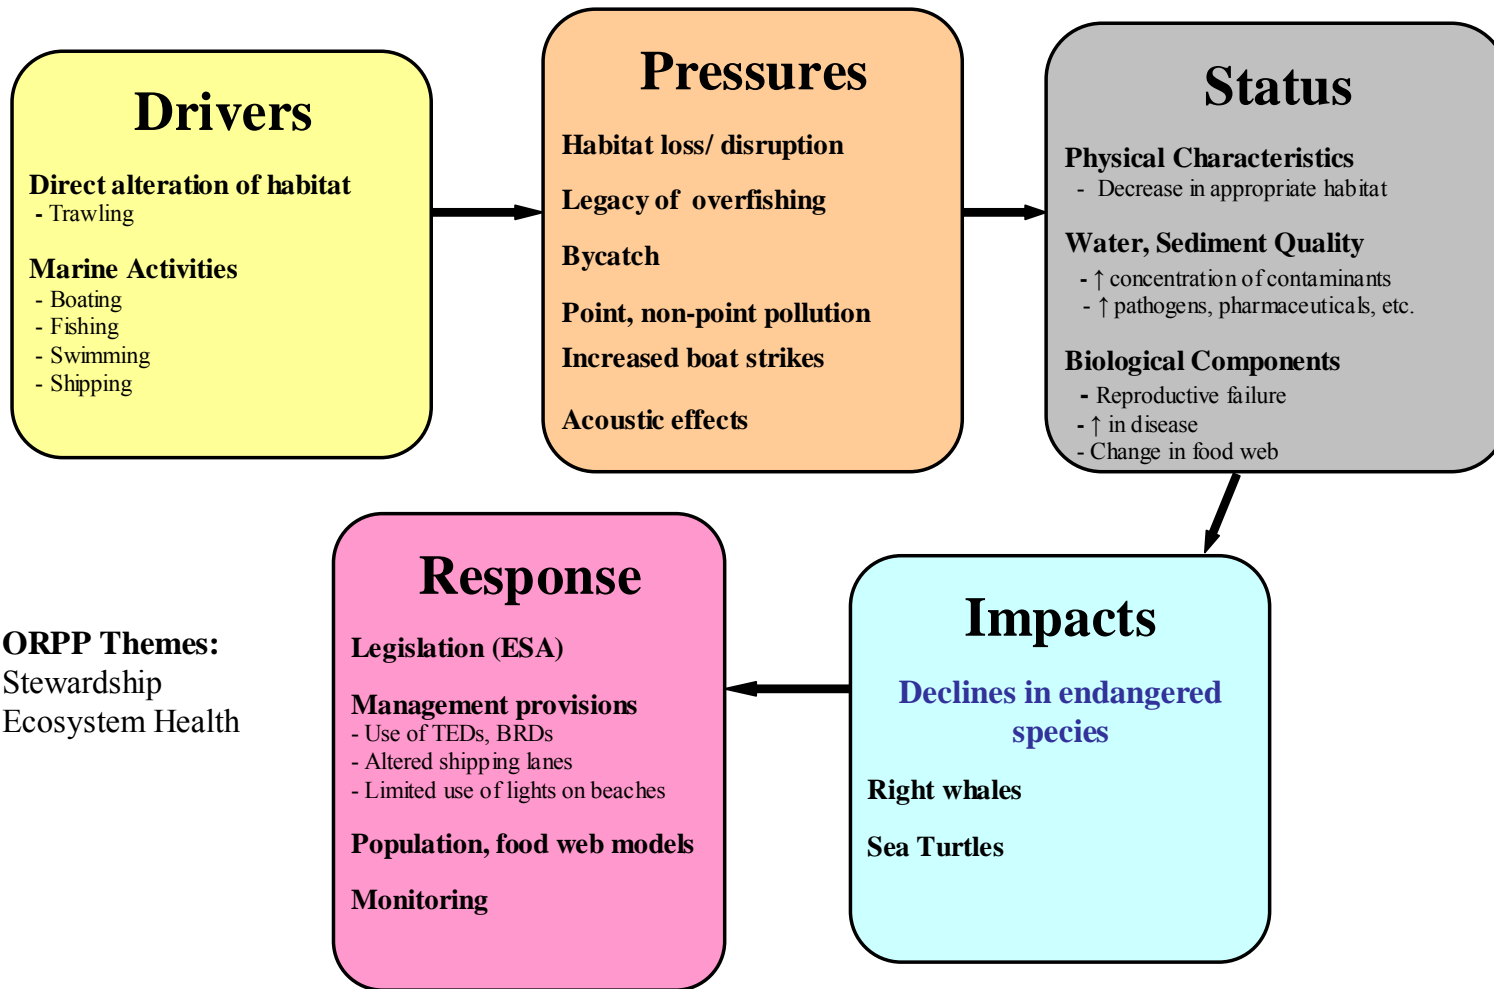 Drivers
Direct alteration of habitat
- Trawling
Marine Activities
- Boating
- Fishing
- Swimming
- Shipping
Pressures
Habitat loss/ disruption
Legacy of overfishing
Bycatch
Point, non-point pollution
Increased boat strikes
Acoustic effects
Status
Physical Characteristics
- Decrease in appropriate habitat
Water, Sediment Quality
- ↑ concentration of contaminants
- ↑ pathogens, pharmaceuticals, etc.
Biological Components
- Reproductive failure
- ↑ in disease
- Change in food web
Impacts
Declines in endangered
species
Right whales
Sea Turtles
Response
Legislation (ESA)
Management provisions
- Use of TEDs, BRDs
- Altered shipping lanes
- Limited use of lights on beaches
Population, food web models
Monitoring
ORPP Themes:
Stewardship
Ecosystem Health